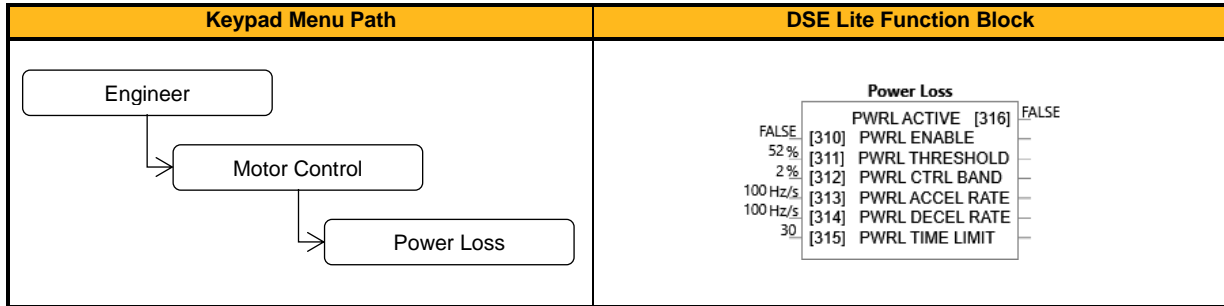 Keypad Menu Path
DSE Lite Function Block
Engineer
Motor Control
Power Loss
Power Loss
PWRL ACTIVE [316] FALSE
FALSE [310] PWRL ENABLE
52 % [311] PWRL THRESHOLD
2 % [312] PWRL CTRL BAND
100 Hz/s [313] PWRL ACCEL RATE
100 Hz/s [314] PWRL DECEL RATE
30 [315] PWRL TIME LIMIT